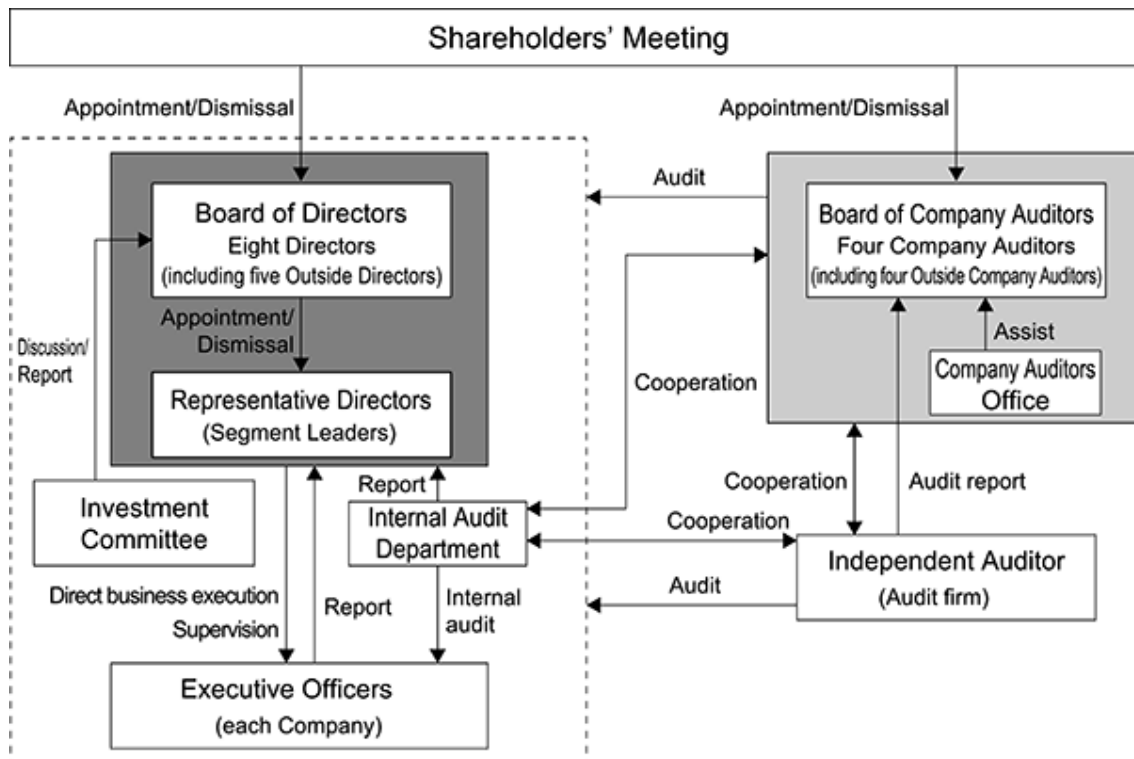 Shareholders' Meeting
Appointment/Dismissal
Appointment/Dismissal
Board of Directors
Eight Directors
(including five Outside Directors)
Audit
Board of Company Auditors
Four Company Auditors
(including four Outside Company Auditors)
Appointment/
Dismissal
Discussion/
Report
Assist
Company Auditors
Office
Cooperation
Representative Directors
(Segment Leaders)
Investment
Committee
Report
Internal Audit
Department
Cooperation
Audit report
Cooperation
Independent Auditor
(Audit firm)
Audit
Direct business execution
Supervision
Report
Internal
audit
Executive Officers
(each Company)